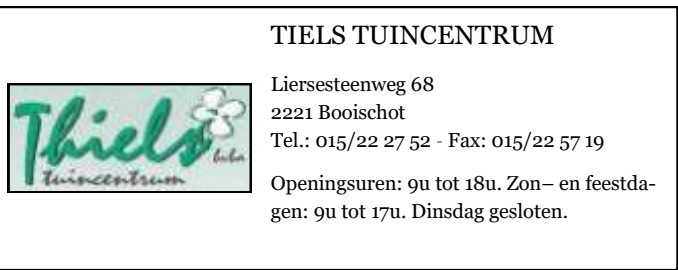 TIELS TUINCENTRUM
Thiels
bvba
tuincentrum
Liersesteenweg 68
2221 Booischot
Tel.: 015/22 27 52 - Fax: 015/22 57 19
Openingsuren: 9u tot 18u. Zon– en feestda-
gen: 9u tot 17u. Dinsdag gesloten.